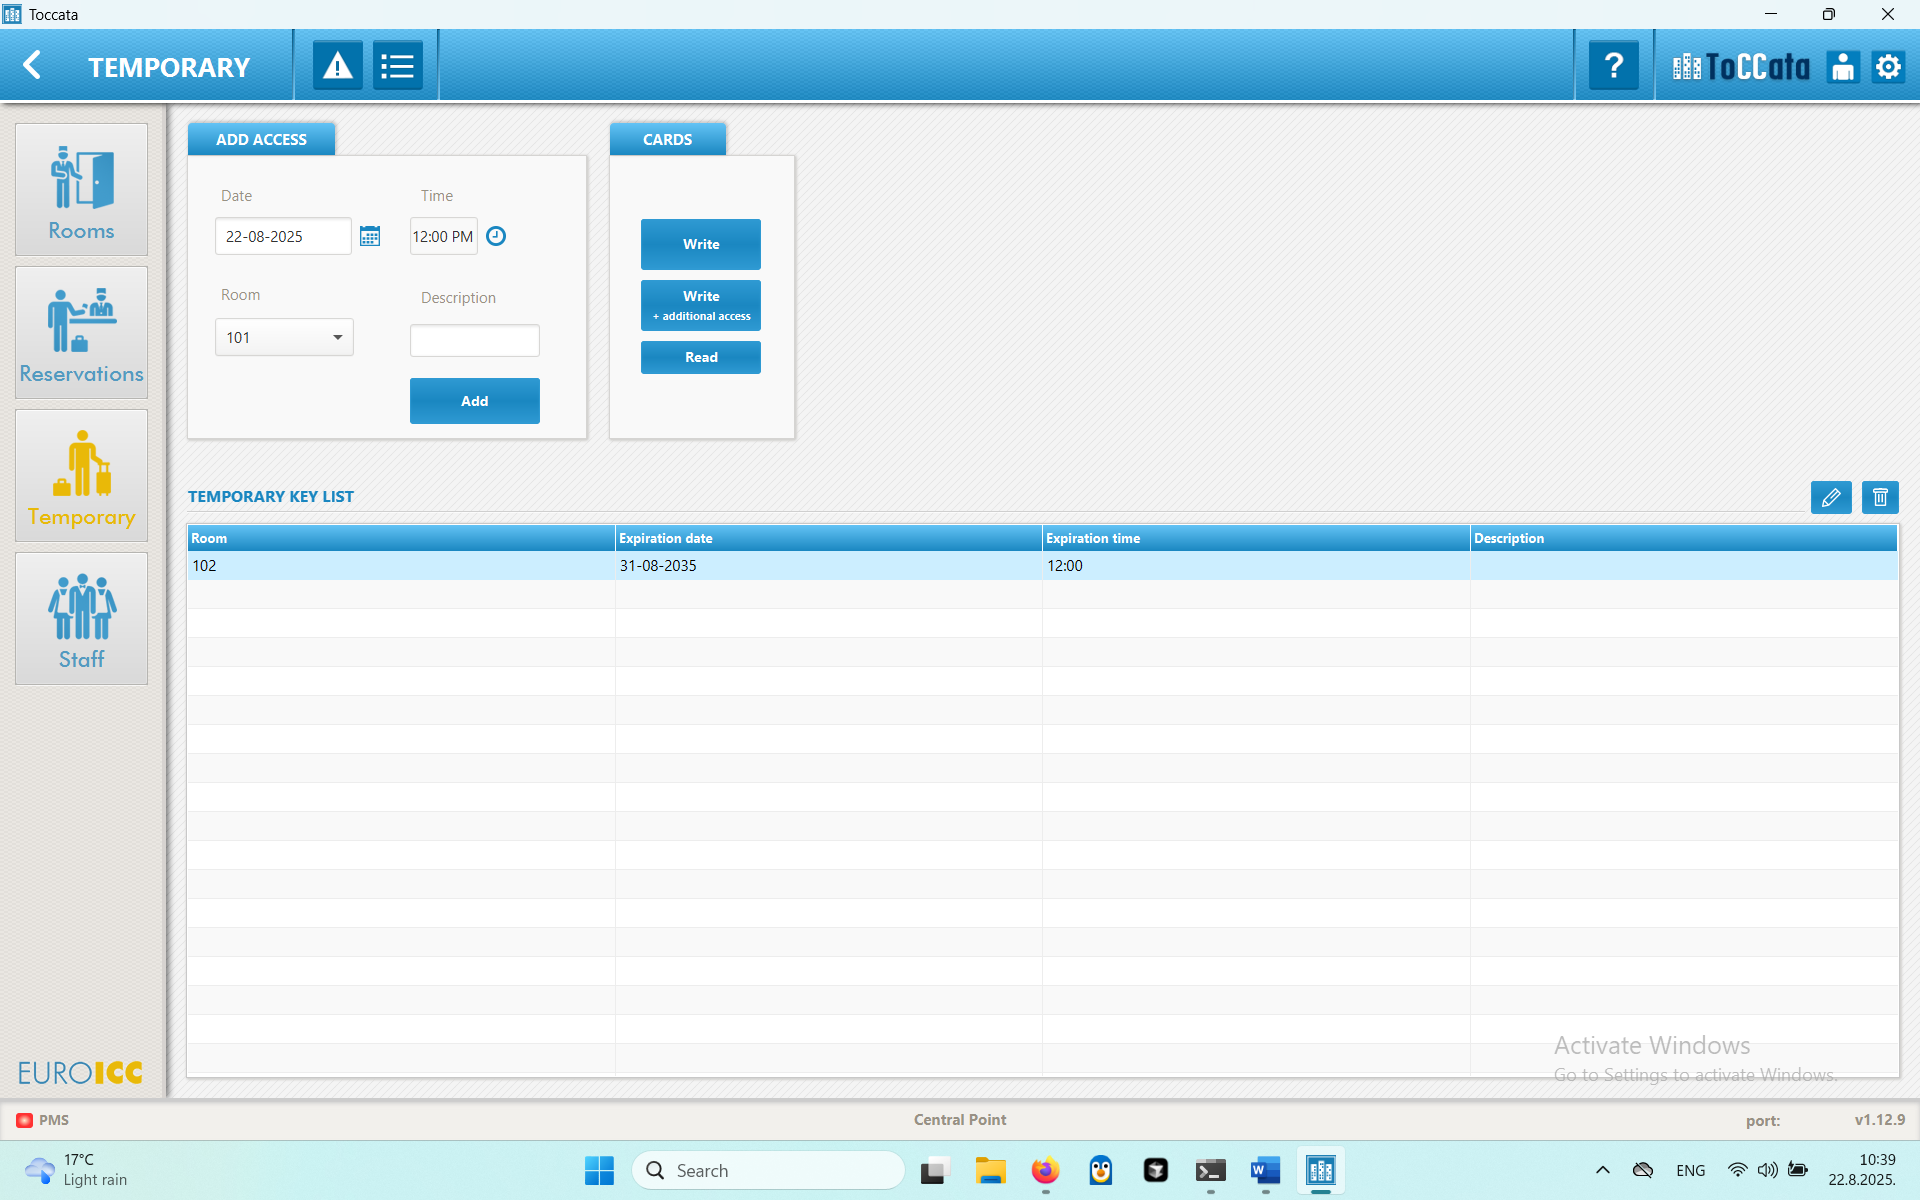 Toccata
TEMPORARY
?
ToCCata
Rooms
Reservations
Temporary
Staff
EUROICC
ADD ACCESS
Date
Time
22-08-2025
12:00 PM
Room
Description
101
Add
CARDS
Write
Write
+ additional access
Read
TEMPORARY KEY LIST
Room Expiration date Expiration time Description
102 31-08-2035 12:00
Activate Windows
Go to Settings to activate Windows.
PMS
Central Point
port:
v1.12.9
17°C
Light rain
Search
ENG
10:39
22.8.2025.